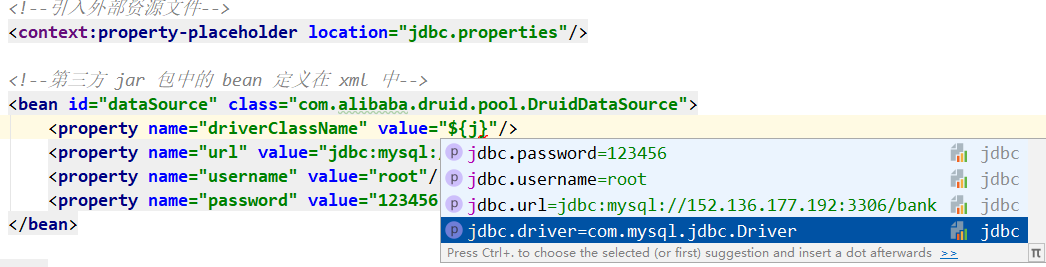 <!--引入外部资源文件-->
<context:property-placeholder location="jdbc.properties"/>
<!--第三方 jar 包中的 bean 定义在 xml 中-->
<bean id="dataSource" class="com.alibaba.druid.pool.DruidDataSource">
<property name="driverClassName" value="${j}"/>
<property name="url" value="jdbc:mysql:/
<property name="username" value="root"/
<property name="password" value="123456
</bean>
jdbc.password=123456 jdbc
jdbc.username=root jdbc
jdbc.url=jdbc:mysql://152.136.177.192:3306/bank jdbc
jdbc.driver=com.mysql.jdbc.Driver jdbc
Press Ctrl+. to choose the selected (or first) suggestion and insert a dot afterwards >> π